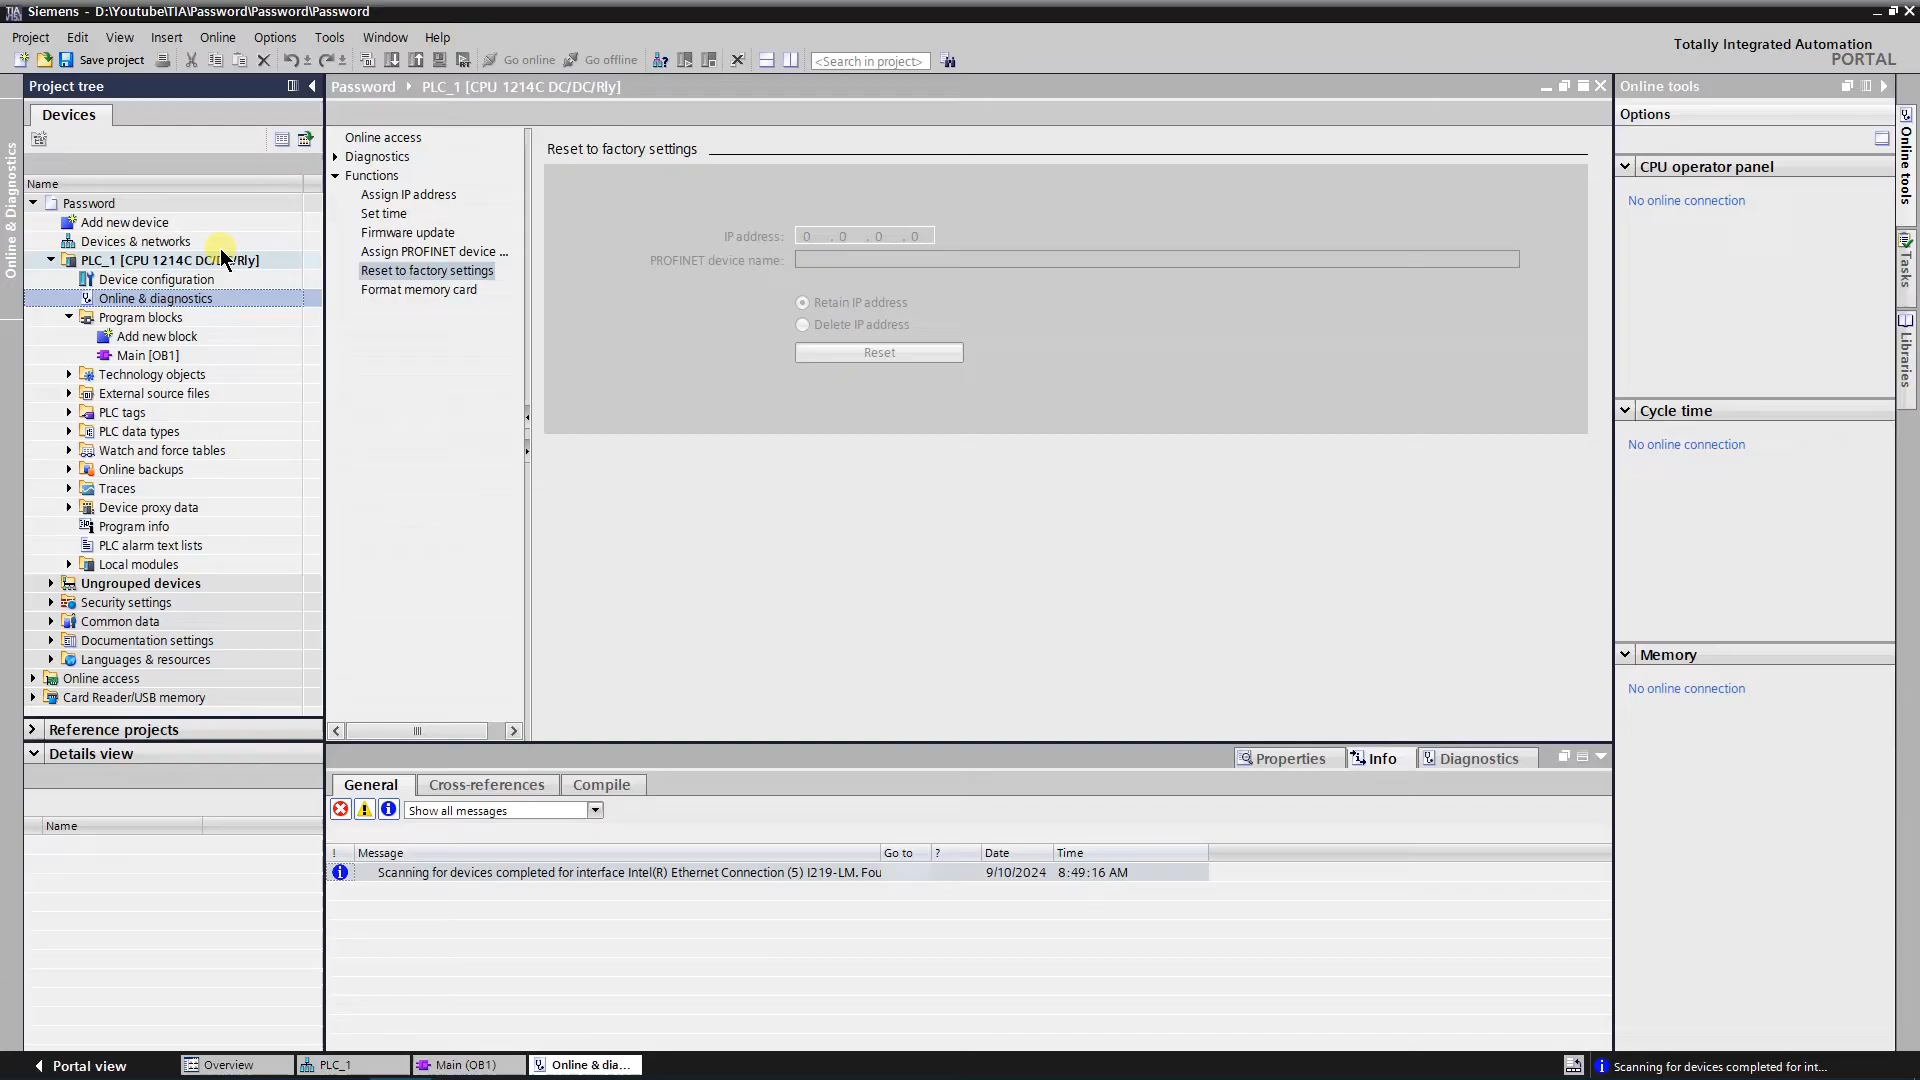 Siemens - D:\Youtube\TIA\Password\Password\Password
Project Edit View Insert Online Options Tools Window Help
Totally Integrated Automation
PORTAL
Save project
Go online
Go offline
<Search in project>
Project tree
Devices
Name
Password
Add new device
Devices & networks
PLC_1 [CPU 1214C DC/DC/Rly]
Device configuration
Online & diagnostics
Program blocks
Add new block
Main [OB1]
Technology objects
External source files
PLC tags
PLC data types
Watch and force tables
Online backups
Traces
Device proxy data
Program info
PLC alarm text lists
Local modules
Ungrouped devices
Security settings
Common data
Documentation settings
Languages & resources
Online access
Card Reader/USB memory
Reference projects
Details view
Name
Online & Diagnostics
Password PLC_1 [CPU 1214C DC/DC/Rly]
Online access
Diagnostics
Functions
Assign IP address
Set time
Firmware update
Assign PROFINET device ...
Reset to factory settings
Format memory card
Reset to factory settings
IP address: 0 . 0 . 0 . 0
PROFINET device name:
Retain IP address
Delete IP address
Reset
Properties
Info
Diagnostics
General
Cross-references
Compile
Show all messages
! Message Go to ? Date Time
Scanning for devices completed for interface Intel(R) Ethernet Connection (5) I219-LM. Fou 9/10/2024 8:49:16 AM
Online tools
Options
CPU operator panel
No online connection
Cycle time
No online connection
Memory
No online connection
Online tools
Tasks
Libraries
Portal view
Overview
PLC_1
Main (OB1)
Online & dia...
Scanning for devices completed for int...